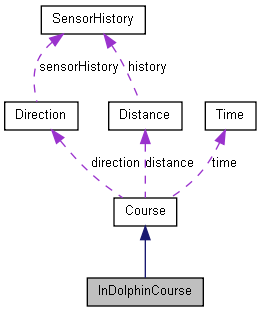 SensorHistory
sensorHistory history
Direction Distance Time
direction distance time
Course
InDolphinCourse